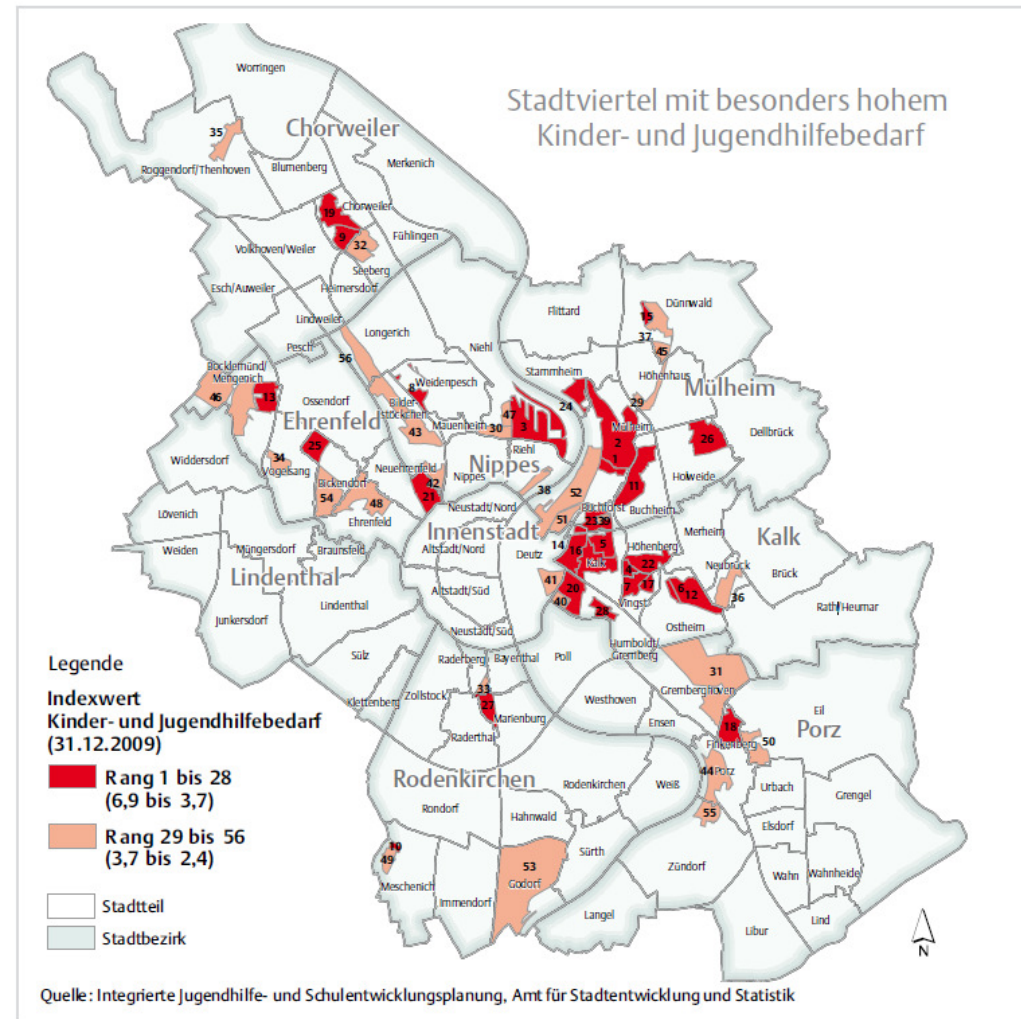 Stadtviertel mit besonders hohem
Kinder- und Jugendhilfebedarf
Worringen
35
Chorweiler
Roggendorf/Thenhoven
Blumenberg
Merkenich
19
Chorweiler
9
32
Fühlingen
Volkhoven/Weiler
Seeberg
Esch/Auweiler
Heimersdorf
Lindweiler
Flittard
15
Dünnwald
37
45
Pesch
56
Longerich
Niehl
Stammheim
Höhenhaus
Mülheim
Bocklemünd/
Mengenich
46
13
Ossendorf
8
Weidenpesch
Bilder-
stöckchen
24
29
Dellbrück
Ehrenfeld
43
Mauenheim
30
47
3
Mülheim
2
1
26
25
Riehl
Widdersdorf
34
Vogelsang
Neuehrenfeld
42
Nippes
Nippes
11
Holweide
Bickendorf
54
48
21
38
52
Lövenich
Ehrenfeld
Neustadt/Nord
51
Buchforst
23
39
Buchheim
Merheim
Kalk
Innenstadt
Weiden
Müngersdorf
Braunsfeld
Altstadt/Nord
Deutz
14
16
5
Kalk
Höhenberg
22
4
Neubrück
Brück
Lindenthal
41
7
17
6
12
36
Junkersdorf
Lindenthal
Altstadt/Süd
40
20
28
Vingst
Ostheim
Rath/Heumar
Neustadt/Süd
Sülz
Raderberg
Bayenthal
Poll
Humboldt/
Gremberg
31
Klettenberg
Zollstock
33
27
Marienburg
Westhoven
Gremberghoven
Raderthal
Ensen
18
Finkenberg
50
Eil
Porz
Rodenkirchen
Rodenkirchen
Weiß
44
Porz
Urbach
Grengel
Rondorf
Hahnwald
55
Elsdorf
10
49
Meschenich
Immendorf
53
Godorf
Sürth
Zündorf
Wahn
Wahnheide
Langel
Lind
Libur
N
Legende
Indexwert
Kinder- und Jugendhilfebedarf
(31.12.2009)
Rang 1 bis 28
(6,9 bis 3,7)
Rang 29 bis 56
(3,7 bis 2,4)
Stadtteil
Stadtbezirk
Quelle: Integrierte Jugendhilfe- und Schulentwicklungsplanung, Amt für Stadtentwicklung und Statistik